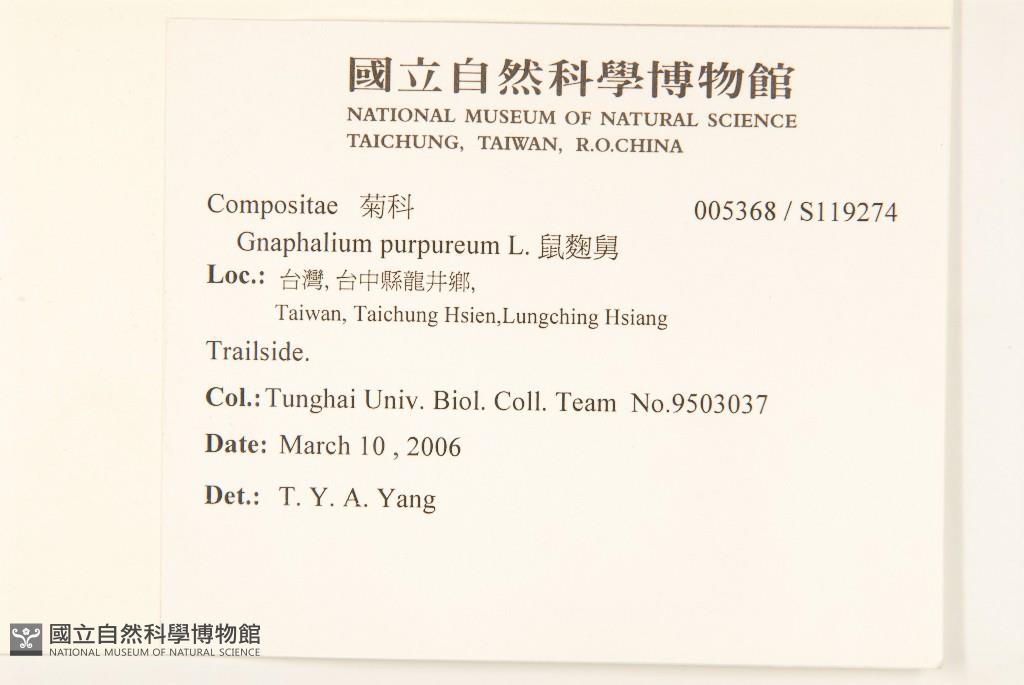 國立自然科學博物館
NATIONAL MUSEUM OF NATURAL SCIENCE
TAICHUNG, TAIWAN, R.O.CHINA
Compositae 菊科 005368 / S119274
Gnaphalium purpureum L. 鼠麴舅
Loc.: 台灣, 台中縣龍井鄉,
Taiwan, Taichung Hsien,Lungching Hsiang
Trailside.
Col.: Tunghai Univ. Biol. Coll. Team No.9503037
Date: March 10 , 2006
Det.: T. Y. A. Yang
國立自然科學博物館
NATIONAL MUSEUM OF NATURAL SCIENCE